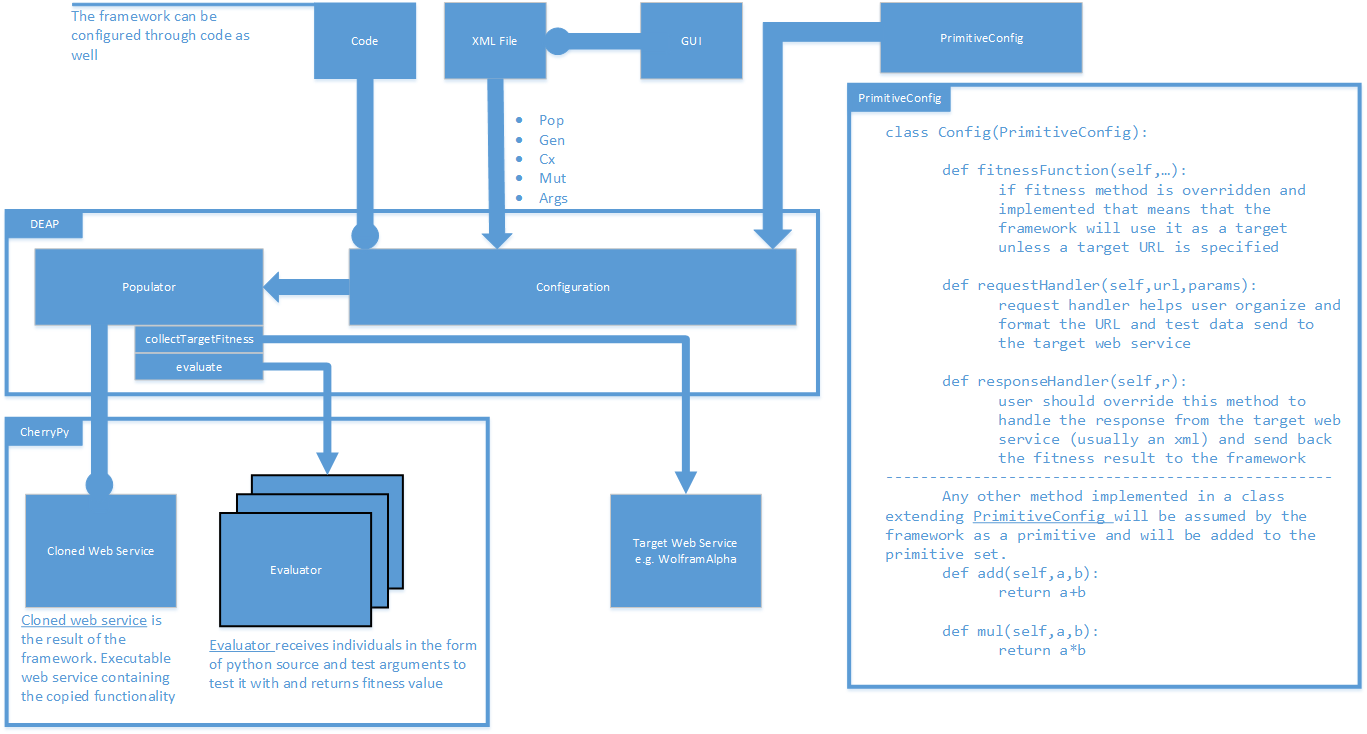 The framework can be
configured through code as
well
Code
XML File
GUI
PrimitiveConfig
• Pop
• Gen
• Cx
• Mut
• Args
DEAP
Populator
Configuration
collectTargetFitness
evaluate
CherryPy
Cloned Web Service
Evaluator
Target Web Service
e.g. WolframAlpha
Cloned web service is
the result of the
framework. Executable
web service containing
the copied functionality
Evaluator receives individuals in the form
of python source and test arguments to
test it with and returns fitness value
PrimitiveConfig
class Config(PrimitiveConfig):
def fitnessFunction(self,…):
if fitness method is overridden and
implemented that means that the
framework will use it as a target
unless a target URL is specified
def requestHandler(self,url,params):
request handler helps user organize and
format the URL and test data send to
the target web service
def responseHandler(self,r):
user should override this method to
handle the response from the target web
service (usually an xml) and send back
the fitness result to the framework
---------------------------------------------------
Any other method implemented in a class
extending PrimitiveConfig will be assumed by the
framework as a primitive and will be added to the
primitive set.
def add(self,a,b):
return a+b
def mul(self,a,b):
return a*b